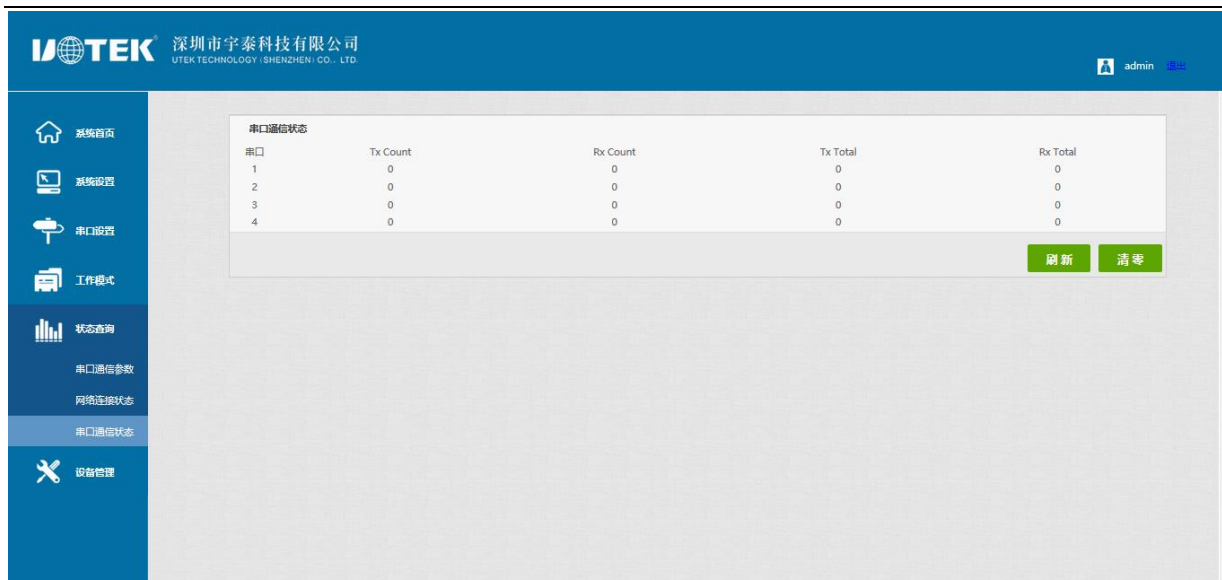 UOTEK
深圳市宇泰科技有限公司
UTEK TECHNOLOGY (SHENZHEN) CO., LTD.
admin 退出
系统首页
系统设置
串口设置
工作模式
状态查询
串口通信参数
网络连接状态
串口通信状态
设备管理
串口通信状态
串口 Tx Count Rx Count Tx Total Rx Total
1 0 0 0 0
2 0 0 0 0
3 0 0 0 0
4 0 0 0 0
刷新 清零